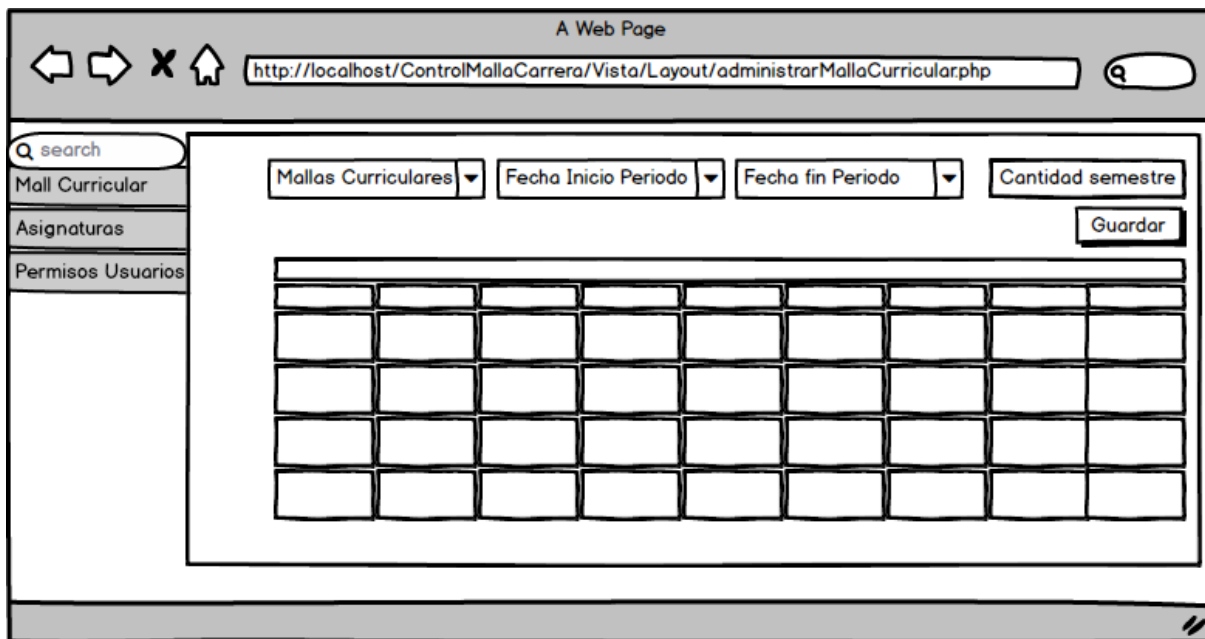 A Web Page
http://localhost/ControlMallaCarrera/Vista/Layout/administrarMallaCurricular.php
search
Mall Curricular
Asignaturas
Permisos Usuarios
Mallas Curriculares Fecha Inicio Periodo Fecha fin Periodo Cantidad semestre
Guardar